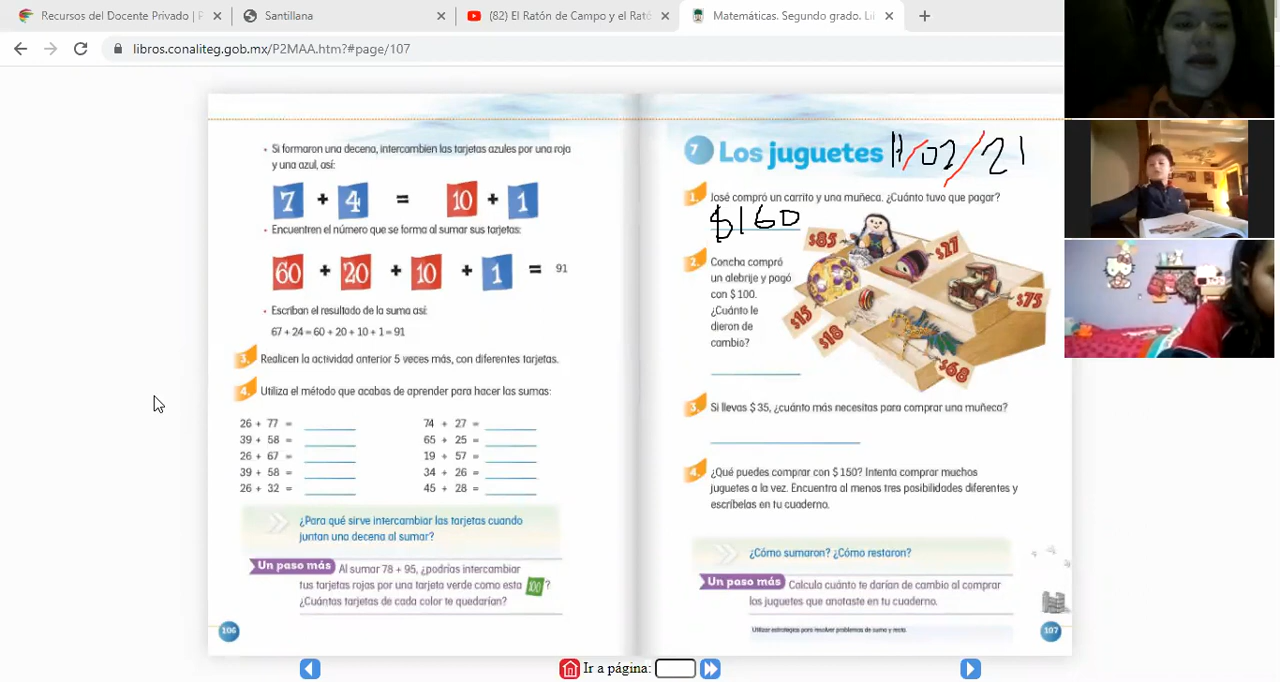 Recursos del Docente Privado | P
Santillana
(82) El Ratón de Campo y el Rató
Matemáticas. Segundo grado. Li
libros.conaliteg.gob.mx/P2MAA.htm?#page/107
• Si formaron una decena, intercambien las tarjetas azules por una roja
y una azul, así:
7 + 4 = 10 + 1
• Encuentren el número que se forma al sumar sus tarjetas:
60 + 20 + 10 + 1 = 91
• Escriban el resultado de la suma así:
67 + 24 = 60 + 20 + 10 + 1 = 91
3. Realicen la actividad anterior 5 veces más, con diferentes tarjetas.
4. Utiliza el método que acabas de aprender para hacer las sumas:
26 + 77 =
39 + 58 =
26 + 67 =
39 + 58 =
26 + 32 =
74 + 27 =
65 + 25 =
19 + 57 =
34 + 26 =
45 + 28 =
¿Para qué sirve intercambiar las tarjetas cuando
juntan una decena al sumar?
Un paso más Al sumar 78 + 95, ¿podrías intercambiar
tus tarjetas rojas por una tarjeta verde como esta 100 ?
¿Cuántas tarjetas de cada color te quedarían?
106
7 Los juguetes 11/02/21
1. José compró un carrito y una muñeca. ¿Cuánto tuvo que pagar?
$160
2. Concha compró
un alebrije y pagó
con $ 100.
¿Cuánto le
dieron de
cambio?
$85
$27
$75
$15
$18
$68
3. Si llevas $ 35, ¿cuánto más necesitas para comprar una muñeca?
4. ¿Qué puedes comprar con $ 150? Intenta comprar muchos
juguetes a la vez. Encuentra al menos tres posibilidades diferentes y
escríbelas en tu cuaderno.
¿Cómo sumaron? ¿Cómo restaron?
Un paso más Calcula cuánto te darían de cambio al comprar
los juguetes que anotaste en tu cuaderno.
Utilizar estrategias para resolver problemas de suma y resta.
107
Ir a página: